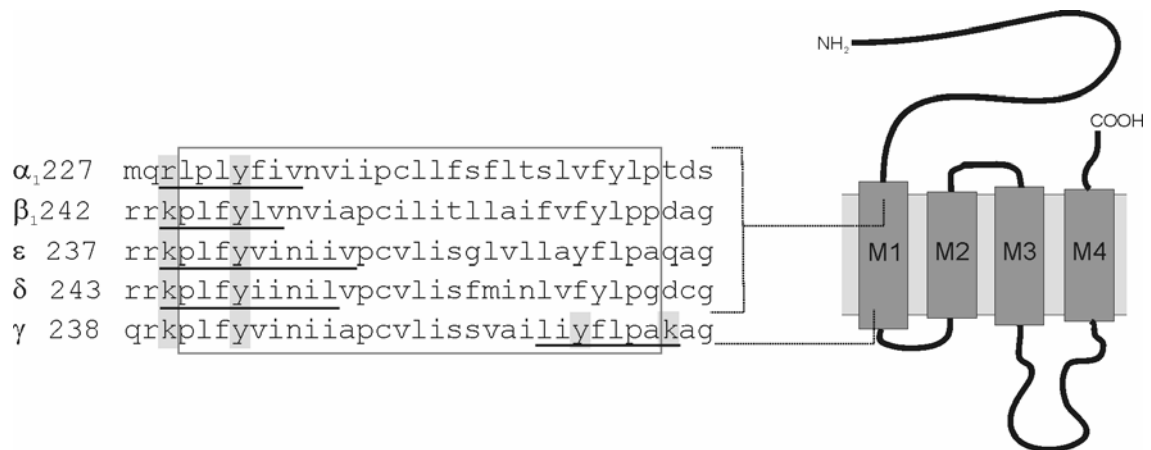 NH₂
COOH
α₁227 mqrlplyfivnviipcllfsfltslvfylptds
β₁242 rrkplfylvnviapcilitllaifvfylppdag
ε 237 rrkplfyviniivpcvlisglvllayflpaqag
δ 243 rrkplfyiinilvpcvlisfminlvfylpgdcg
γ 238 qrkplfyviniiapcvlissvailiyflpakag
M1 M2 M3 M4